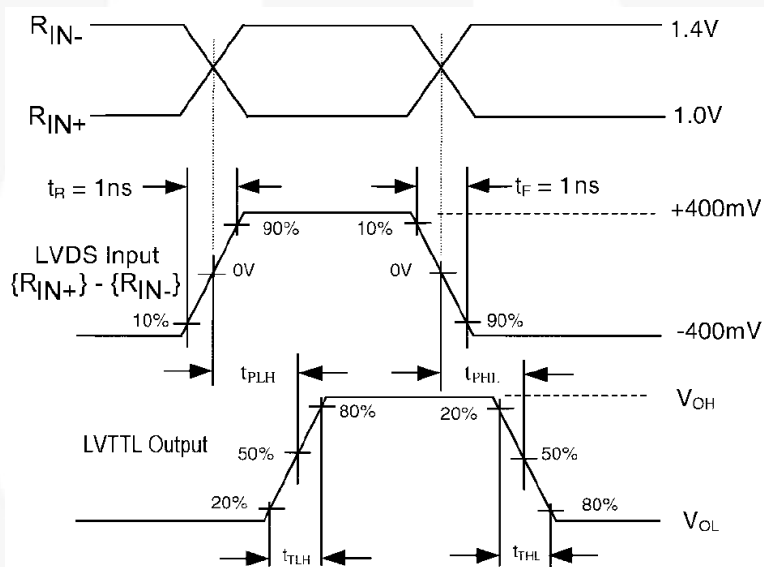 R_IN- 1.4V
R_IN+ 1.0V
t_R = 1ns t_F = 1ns
+400mV
90% 10%
LVDS Input
{R_IN+} - {R_IN-}
0V 0V
10% 90%
-400mV
t_PLH t_PHL
V_OH
80% 20%
LVTTL Output
50% 50%
20% 80%
V_OL
t_TLH t_THL